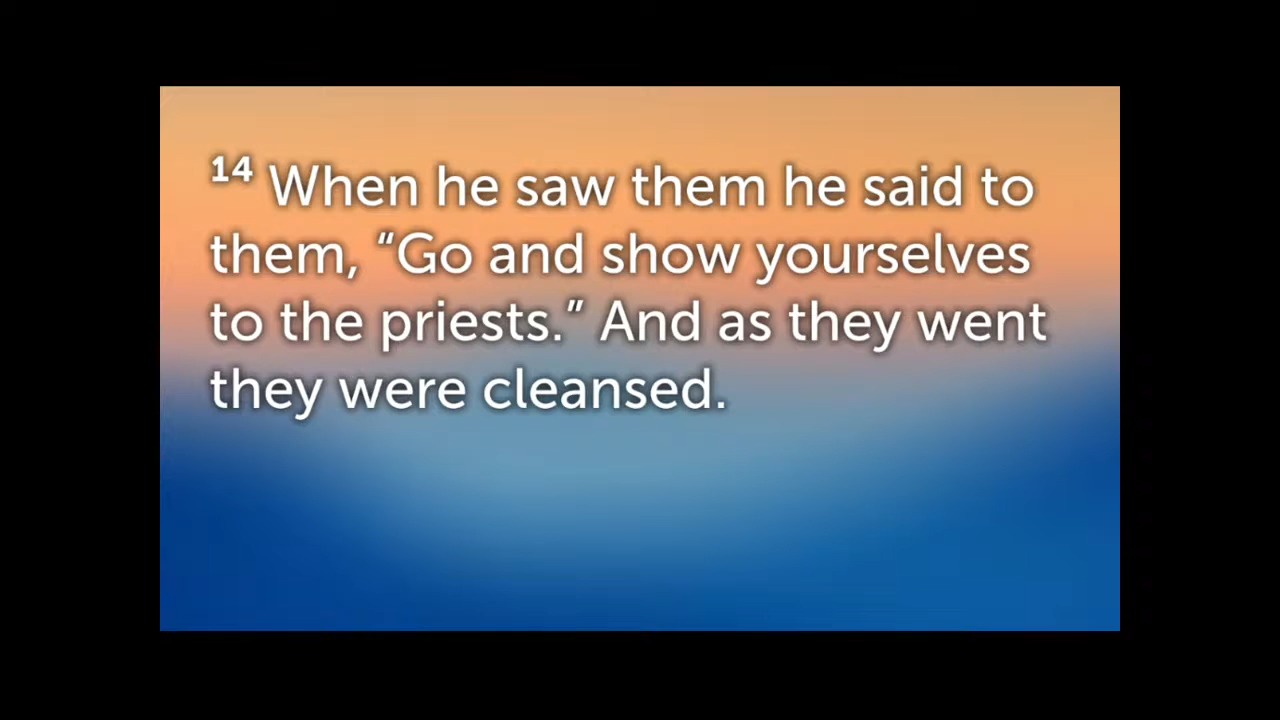 14 When he saw them he said to
them, “Go and show yourselves
to the priests.” And as they went
they were cleansed.